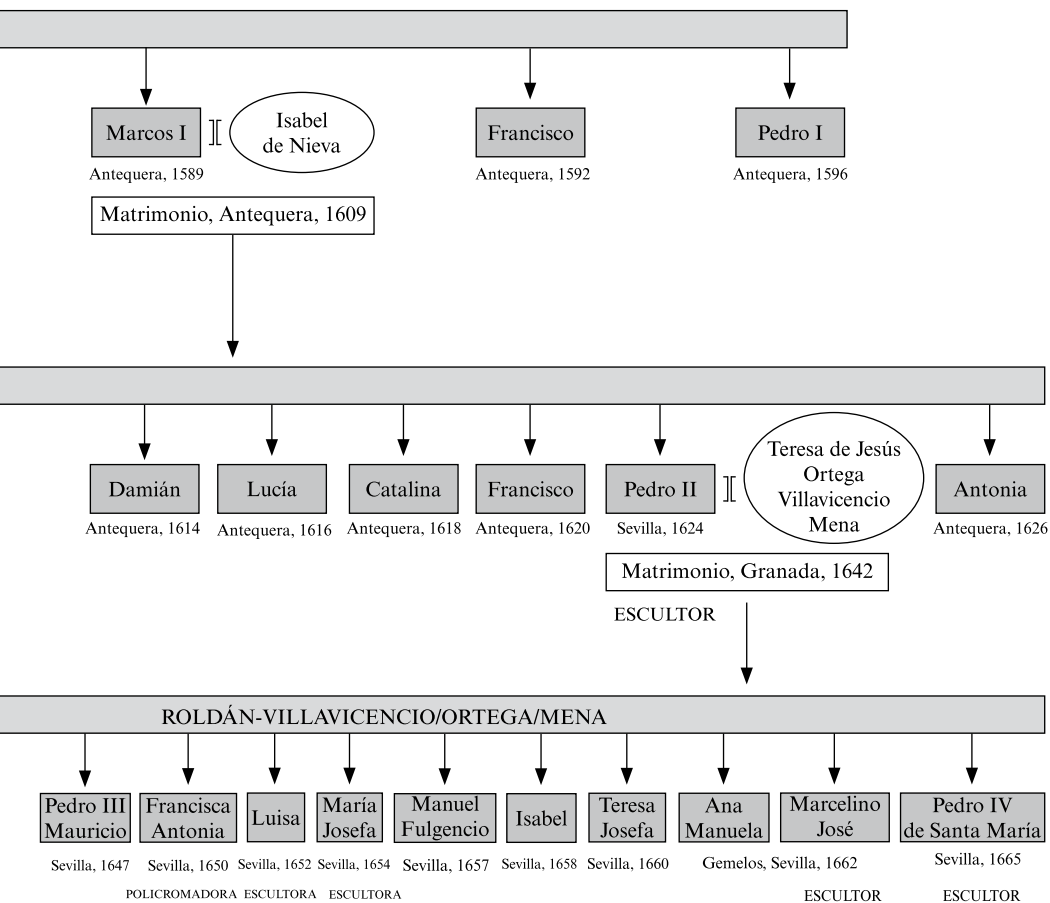 Marcos I
Isabel
de Nieva
Francisco
Pedro I
Antequera, 1589
Antequera, 1592
Antequera, 1596
Matrimonio, Antequera, 1609
Damián
Lucía
Catalina
Francisco
Pedro II
Teresa de Jesús
Ortega
Villavicencio
Mena
Antonia
Antequera, 1614
Antequera, 1616
Antequera, 1618
Antequera, 1620
Sevilla, 1624
Antequera, 1626
Matrimonio, Granada, 1642
ESCULTOR
ROLDÁN-VILLAVICENCIO/ORTEGA/MENA
Pedro III
Mauricio
Francisca
Antonia
Luisa
María
Josefa
Manuel
Fulgencio
Isabel
Teresa
Josefa
Ana
Manuela
Marcelino
José
Pedro IV
de Santa María
Sevilla, 1647
Sevilla, 1650
Sevilla, 1652
Sevilla, 1654
Sevilla, 1657
Sevilla, 1658
Sevilla, 1660
Gemelos, Sevilla, 1662
Sevilla, 1665
POLICROMADORA
ESCULTORA
ESCULTORA
ESCULTOR
ESCULTOR